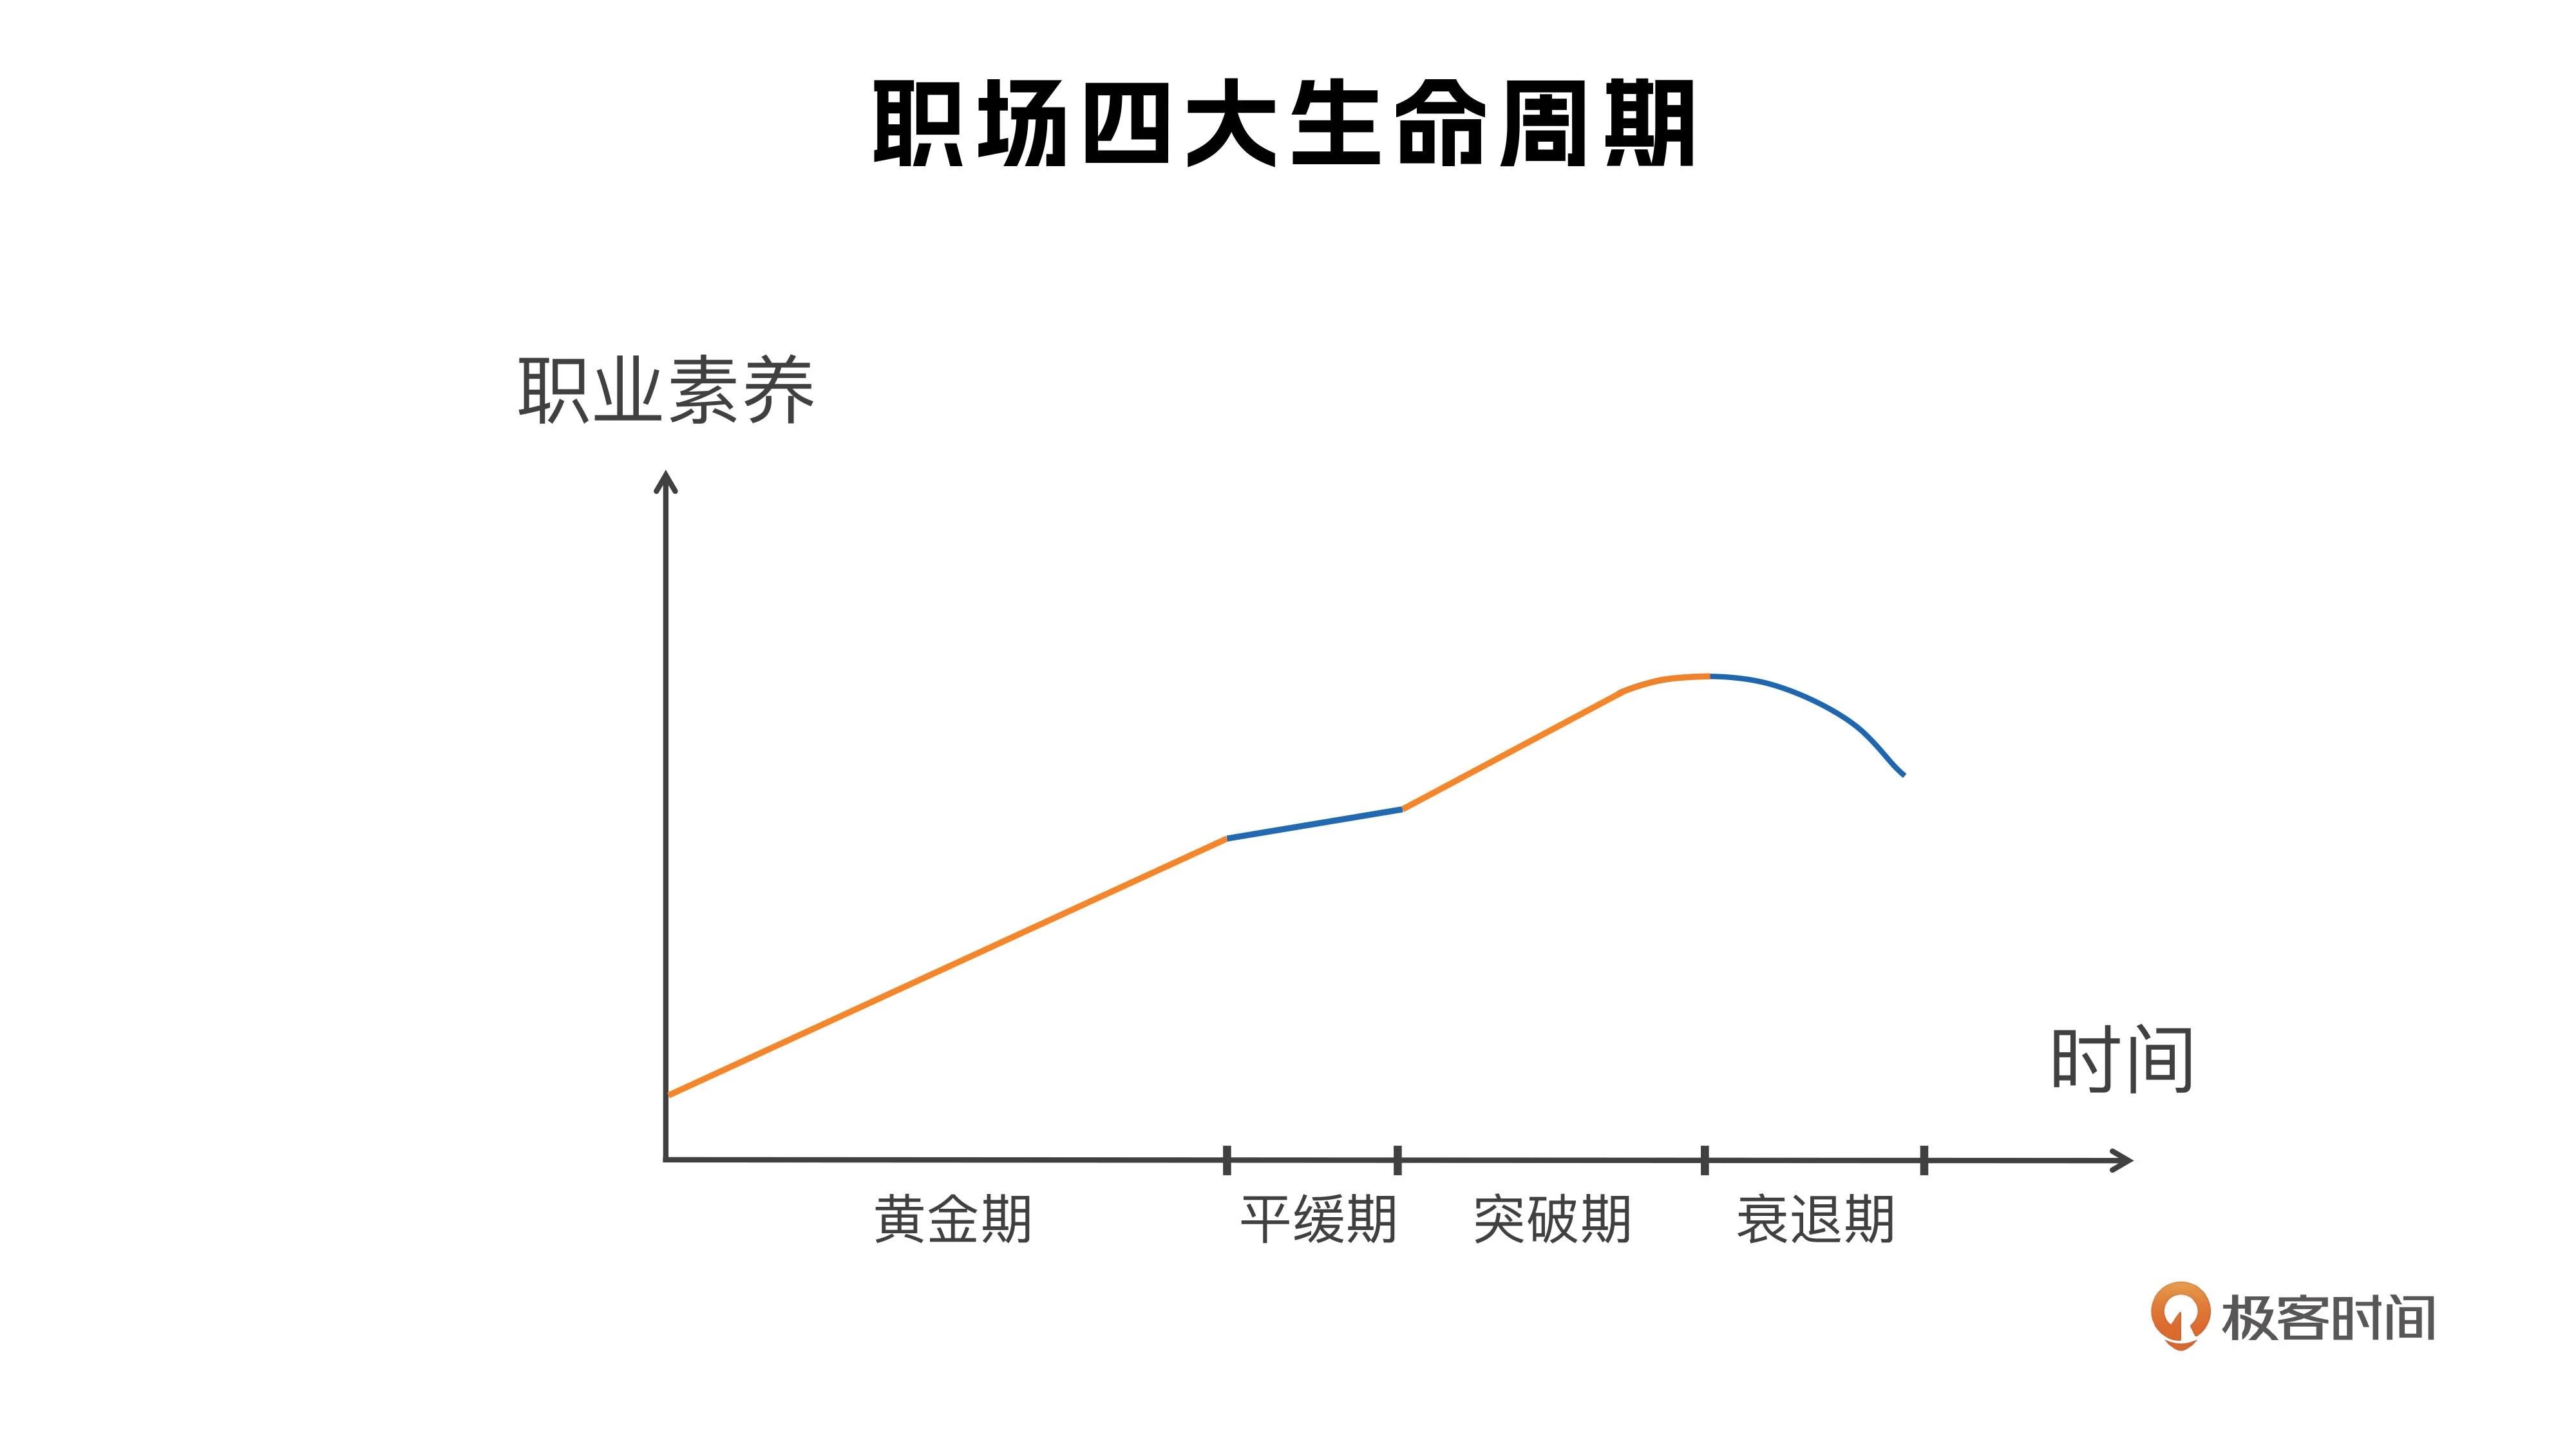 职场四大生命周期
职业素养
时间
黄金期 平缓期 突破期 衰退期
极客时间